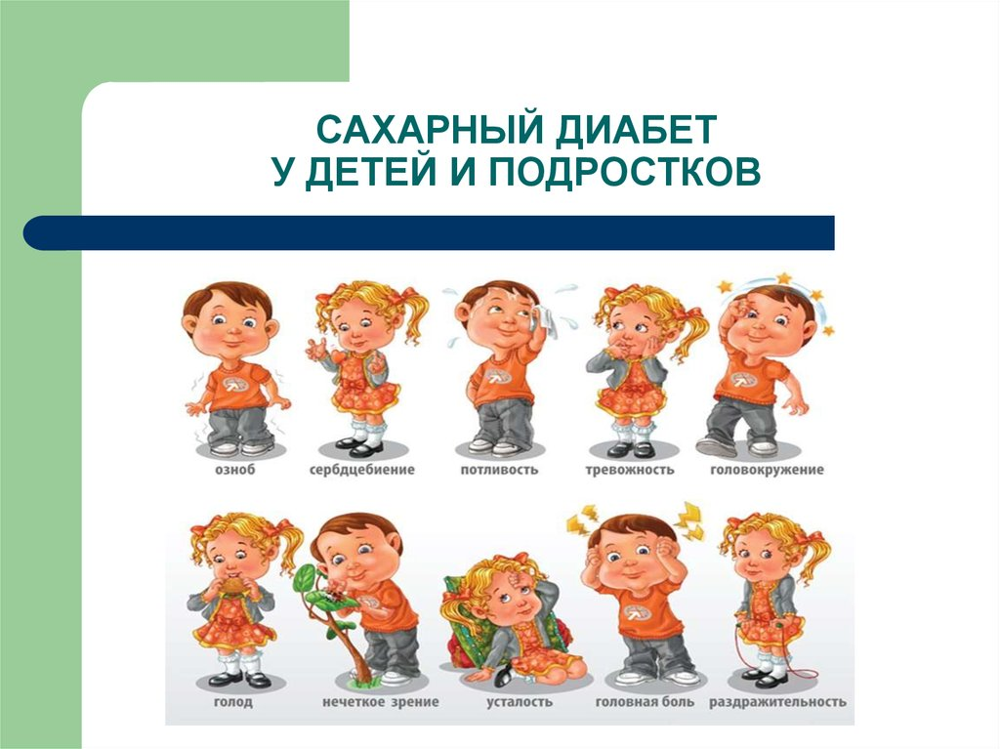 САХАРНЫЙ ДИАБЕТ
У ДЕТЕЙ И ПОДРОСТКОВ
озноб сербдцебиение потливость тревожность головокружение
голод нечеткое зрение усталость головная боль раздражительность